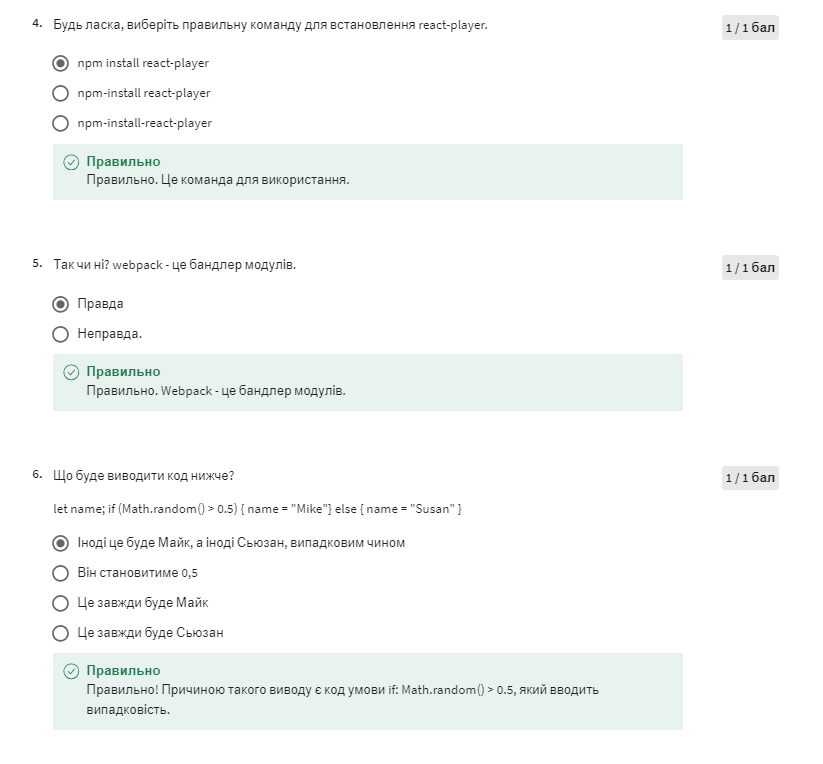 4. Будь ласка, виберіть правильну команду для встановлення react-player.
1 / 1 бал
npm install react-player
npm-install react-player
npm-install-react-player
Правильно
Правильно. Це команда для використання.
5. Так чи ні? webpack - це бандлер модулів.
1 / 1 бал
Правда
Неправда.
Правильно
Правильно. Webpack - це бандлер модулів.
6. Що буде виводити код нижче?
1 / 1 бал
let name; if (Math.random() > 0.5) { name = "Mike"} else { name = "Susan" }
Іноді це буде Майк, а іноді Сьюзан, випадковим чином
Він становитиме 0,5
Це завжди буде Майк
Це завжди буде Сьюзан
Правильно
Правильно! Причиною такого виводу є код умови if: Math.random() > 0.5, який вводить
випадковість.